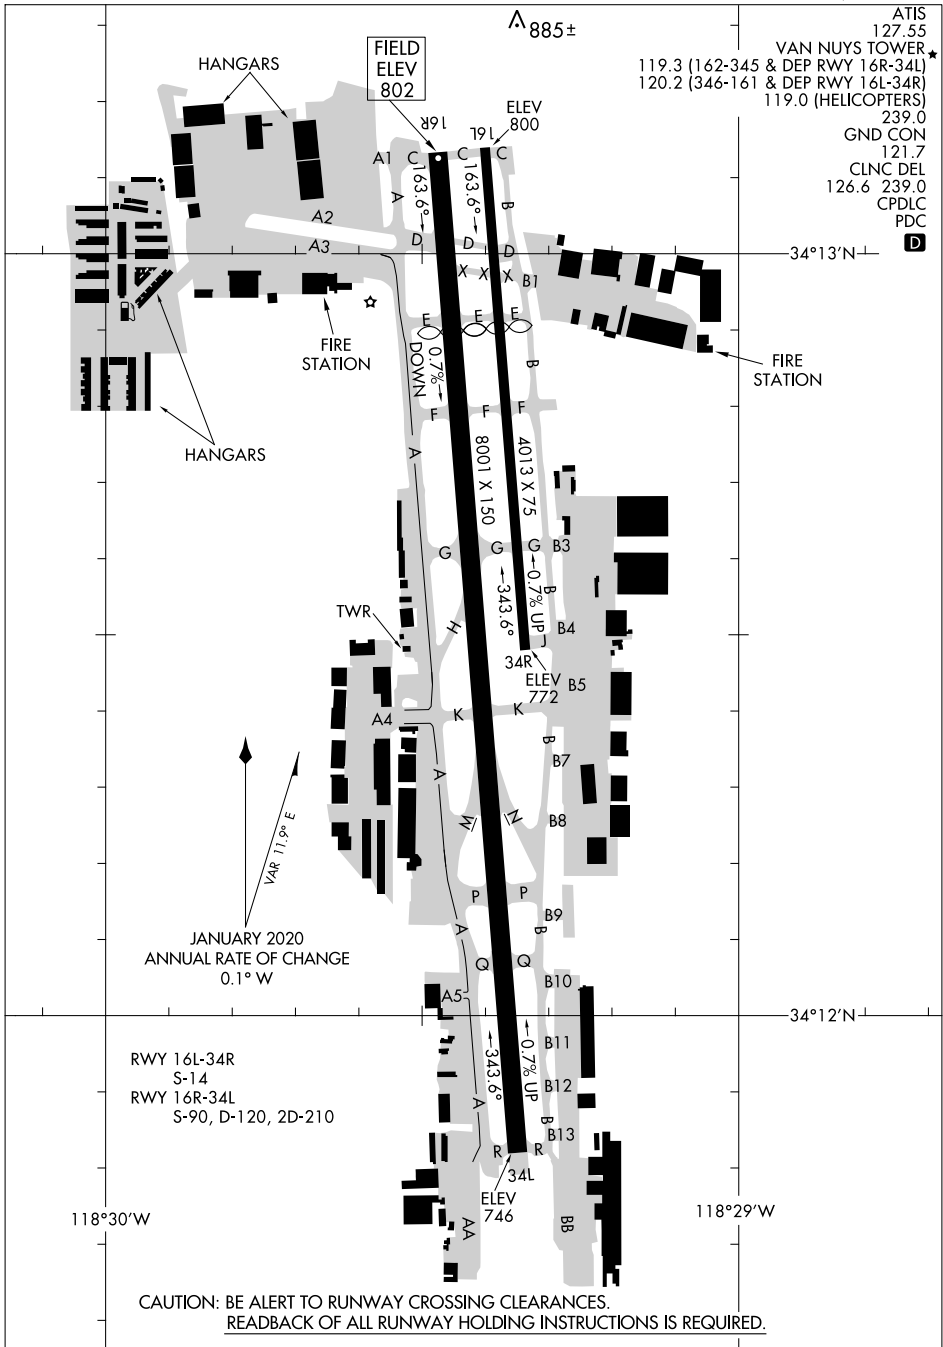 885±
ATIS
127.55
VAN NUYS TOWER★
119.3 (162-345 & DEP RWY 16R-34L)
120.2 (346-161 & DEP RWY 16L-34R)
119.0 (HELICOPTERS)
239.0
GND CON
121.7
CLNC DEL
126.6 239.0
CPDLC
PDC
D
HANGARS
FIELD
ELEV
802
ELEV
800
16R
16L
A1
C
C
C
163.6°
163.6°
A
B
A2
A3
D
D
D
34°13'N
X
X
X
B1
E
E
E
FIRE
STATION
0.7%
DOWN
B
FIRE
STATION
F
F
F
HANGARS
A
8001 X 150
4013 X 75
G
G
G
B3
343.6°
0.7% UP
B
TWR
H
B4
J
34R
ELEV
772
B5
A4
K
K
A
B
B7
VAR 11.9° E
M
N
B8
P
P
B9
A
B
JANUARY 2020
ANNUAL RATE OF CHANGE
0.1° W
Q
Q
B10
A5
34°12'N
B11
343.6°
0.7% UP
RWY 16L-34R
S-14
RWY 16R-34L
S-90, D-120, 2D-210
B12
A
B
B13
R
R
34L
ELEV
746
118°30'W
118°29'W
AA
BB
CAUTION: BE ALERT TO RUNWAY CROSSING CLEARANCES.
READBACK OF ALL RUNWAY HOLDING INSTRUCTIONS IS REQUIRED.